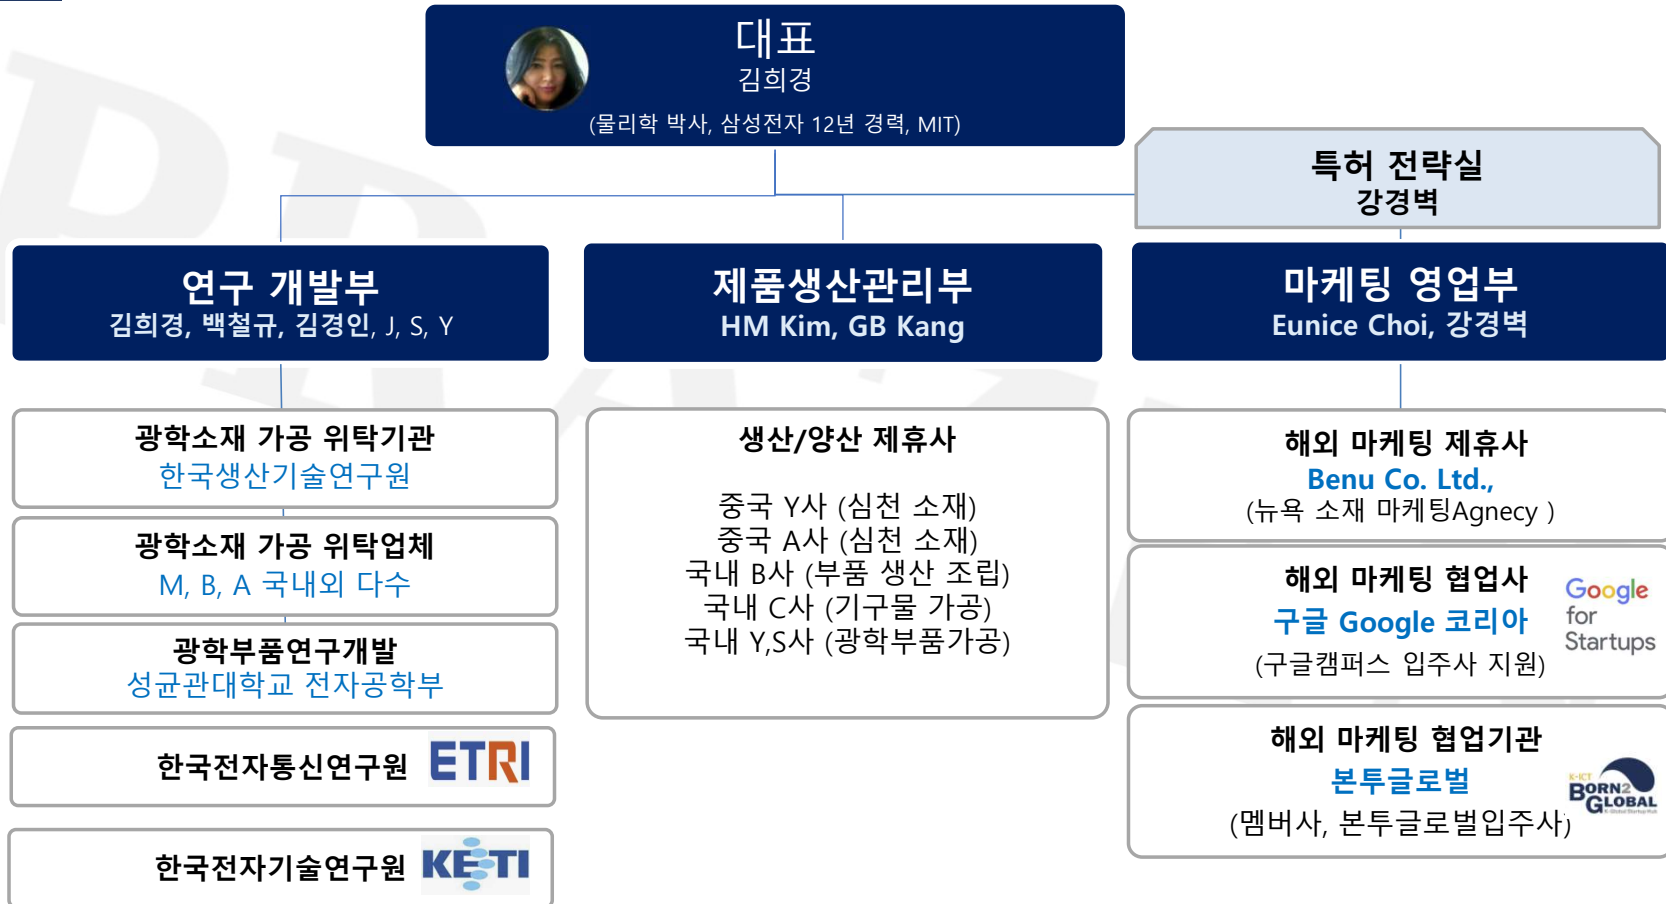 대표
김희경
(물리학 박사, 삼성전자 12년 경력, MIT)
특허 전략실
강경벽
연구 개발부
김희경, 백철규, 김경인, J, S, Y
제품생산관리부
HM Kim, GB Kang
마케팅 영업부
Eunice Choi, 강경벽
광학소재 가공 위탁기관
한국생산기술연구원
광학소재 가공 위탁업체
M, B, A 국내외 다수
광학부품연구개발
성균관대학교 전자공학부
한국전자통신연구원 ETRI
한국전자기술연구원 KETI
생산/양산 제휴사
중국 Y사 (심천 소재)
중국 A사 (심천 소재)
국내 B사 (부품 생산 조립)
국내 C사 (기구물 가공)
국내 Y,S사 (광학부품가공)
해외 마케팅 제휴사
Benu Co. Ltd.,
(뉴욕 소재 마케팅Agnecy )
해외 마케팅 협업사
구글 Google 코리아
(구글캠퍼스 입주사 지원)
Google
for
Startups
해외 마케팅 협업기관
본투글로벌
(멤버사, 본투글로벌입주사)
K-ICT
BORN2
GLOBAL